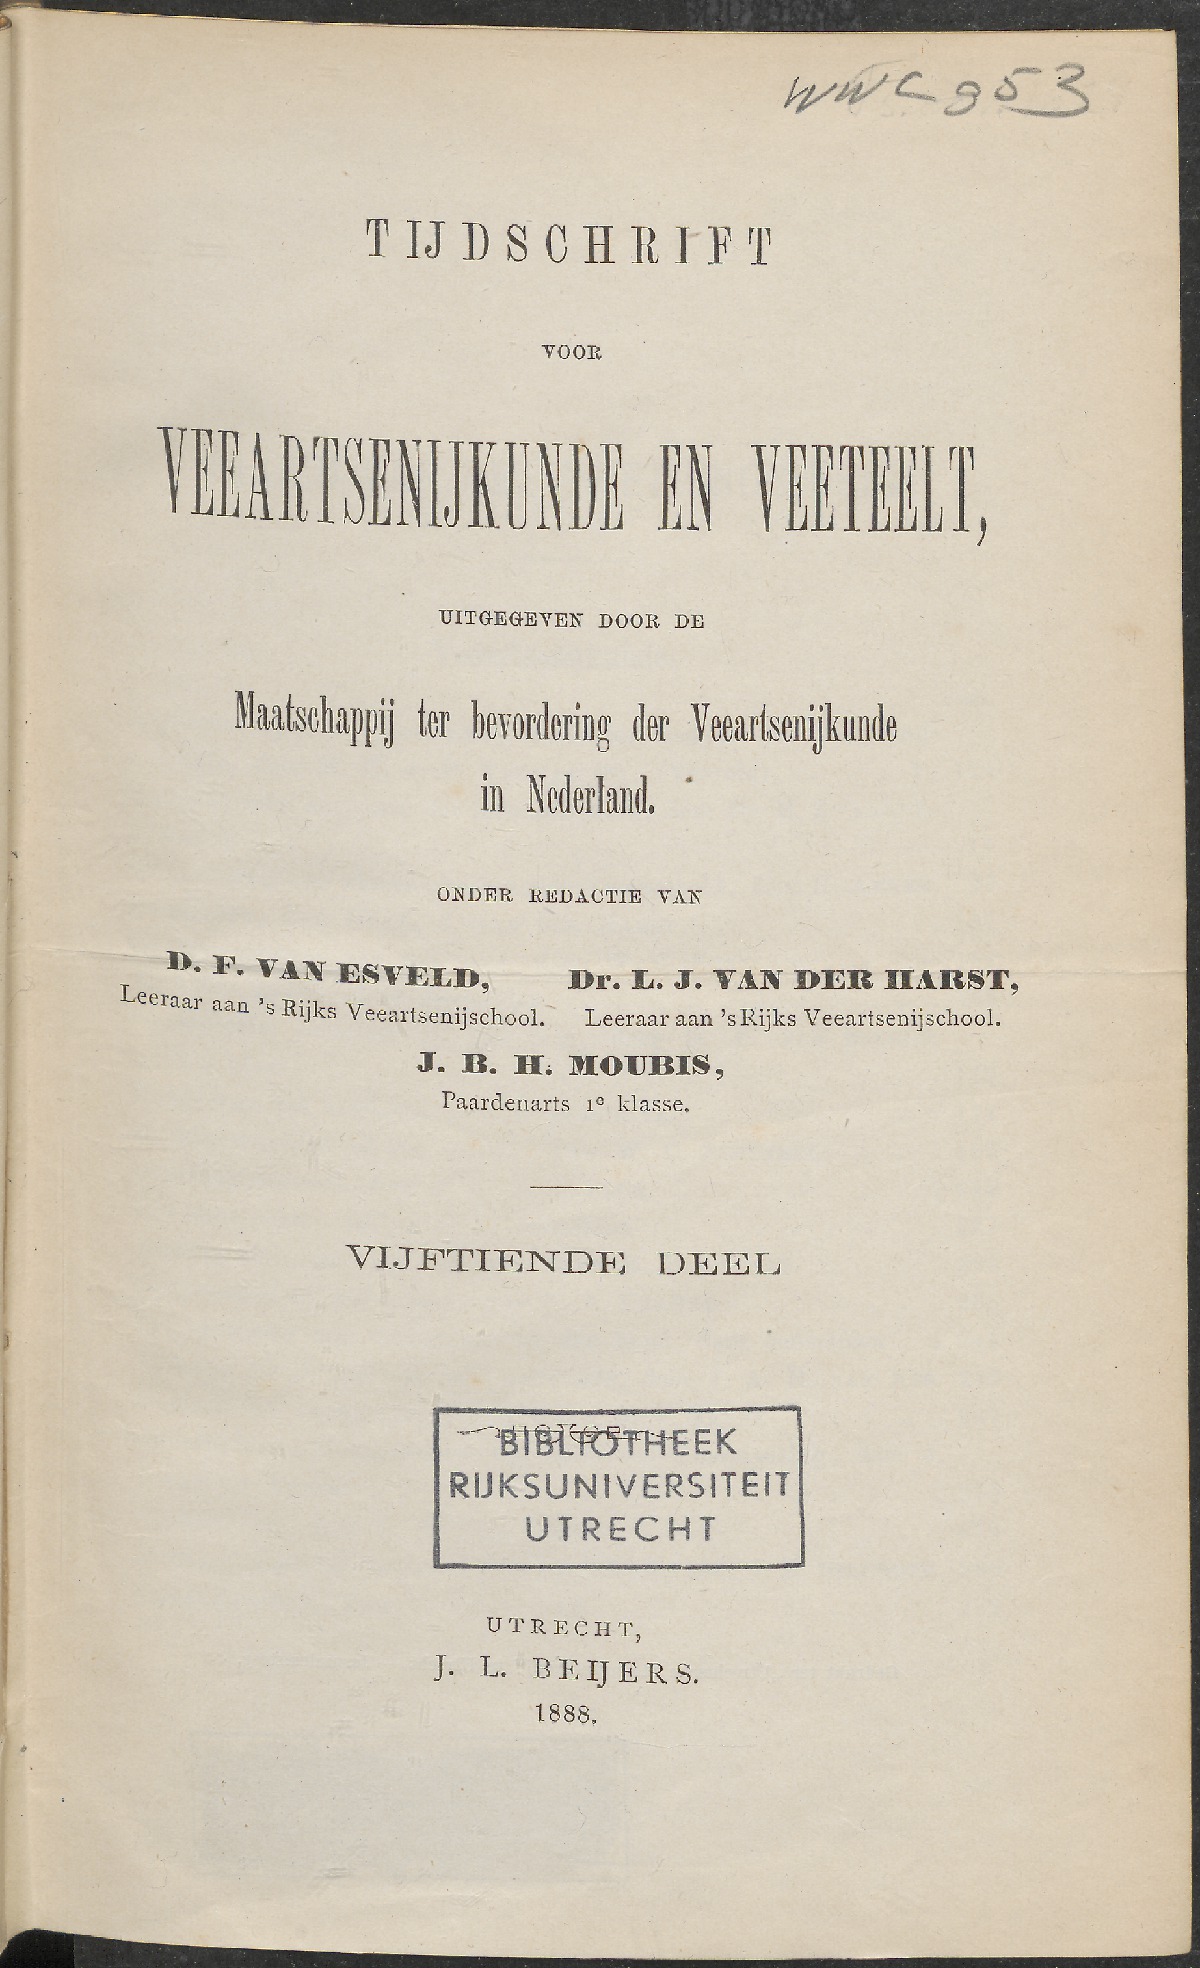 TIJDSCHRIFT
VOOR
VEEARTSENIJKUNDE EN VEETEELT,
UITGEGEVEN DOOR DE
Maatschappij ter bevordering der Veeartsenijkunde
in Nederland.
ONDER REDACTIE VAN
D. F. VAN ESVELD,
Leeraar aan 's Rijks Veeartsenijschool.
Dr. L. J. VAN DER HARST,
Leeraar aan 's Rijks Veeartsenijschool.
J. B. H. MOUBIS,
Paardenarts 1e klasse.
VIJFTIENDE DEEL
BIBLIOTHEEK
RIJKSUNIVERSITEIT
UTRECHT
UTRECHT,
J. L. BEIJERS.
1888.